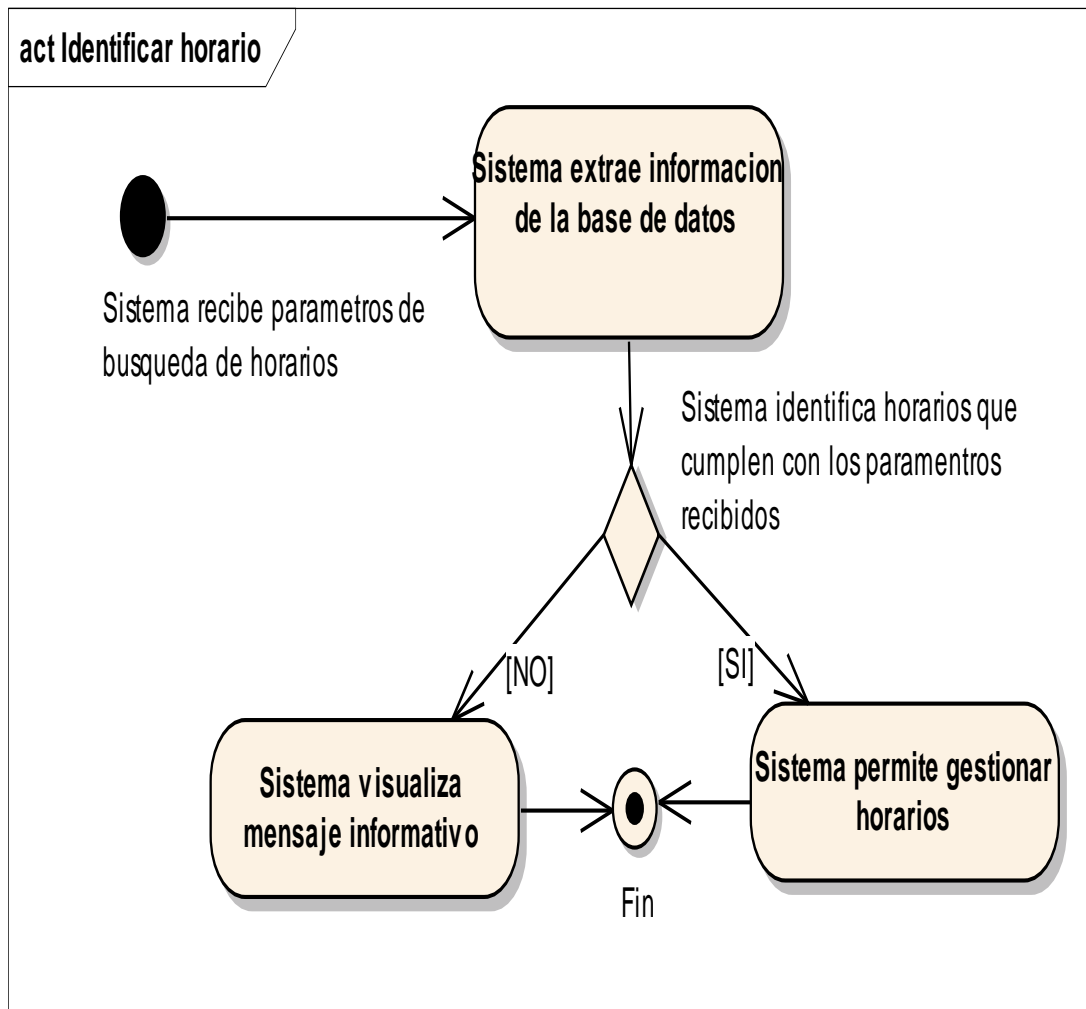 act Identificar horario
Sistema extrae informacion
de la base de datos
Sistema recibe parametros de
busqueda de horarios
Sistema identifica horarios que
cumplen con los paramentros
recibidos
[NO]
[SI]
Sistema visualiza
mensaje informativo
Sistema permite gestionar
horarios
Fin